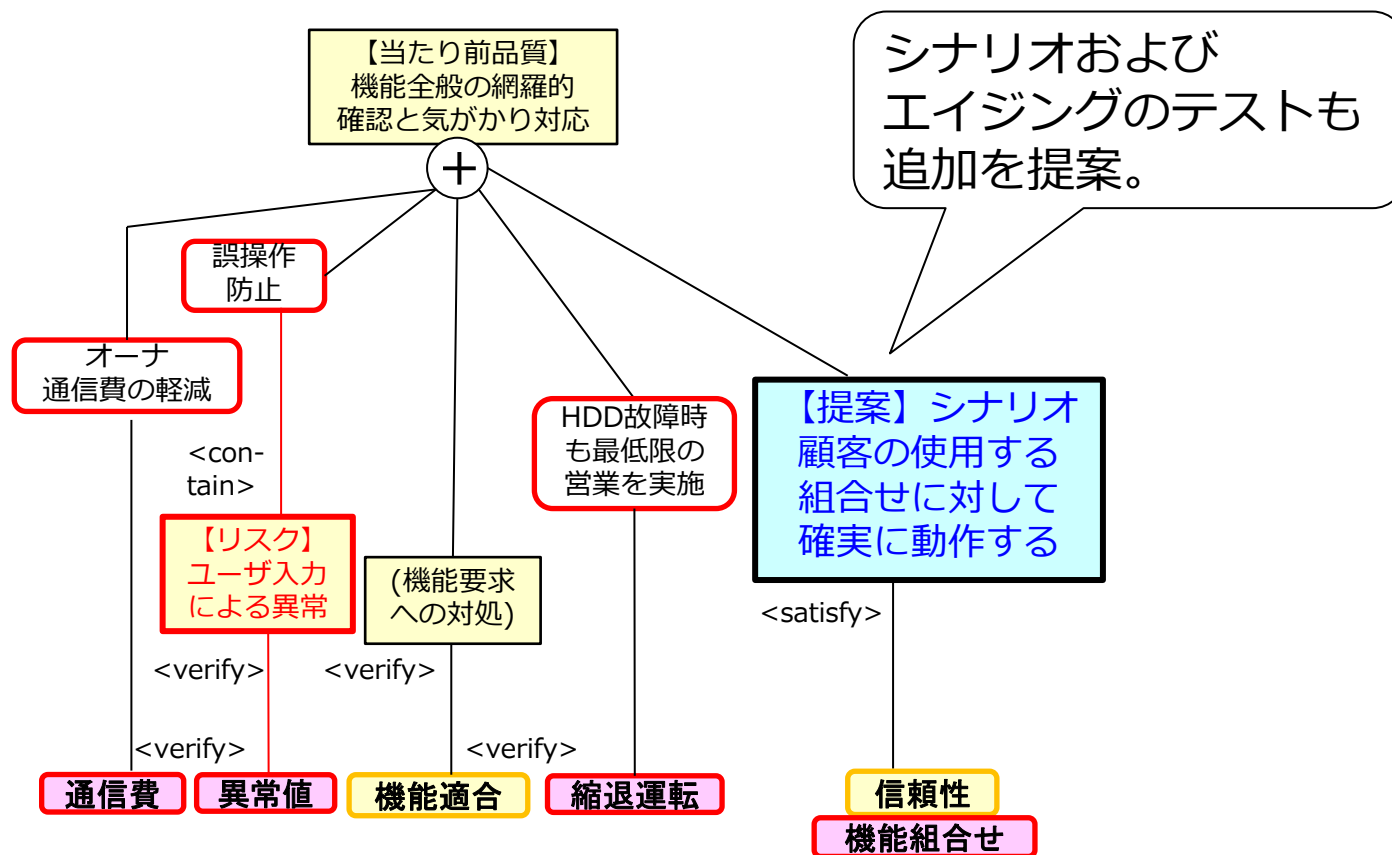 【当たり前品質】
機能全般の網羅的
確認と気がかり対応
+
シナリオおよび
エイジングのテストも
追加を提案。
誤操作
防止
オーナ
通信費の軽減
HDD故障時
も最低限の
営業を実施
【提案】シナリオ
顧客の使用する
組合せに対して
確実に動作する
<con-
tain>
【リスク】
ユーザ入力
による異常
(機能要求
への対処)
<satisfy>
<verify>
<verify>
<verify>
<verify>
通信費
異常値
機能適合
縮退運転
信頼性
機能組合せ